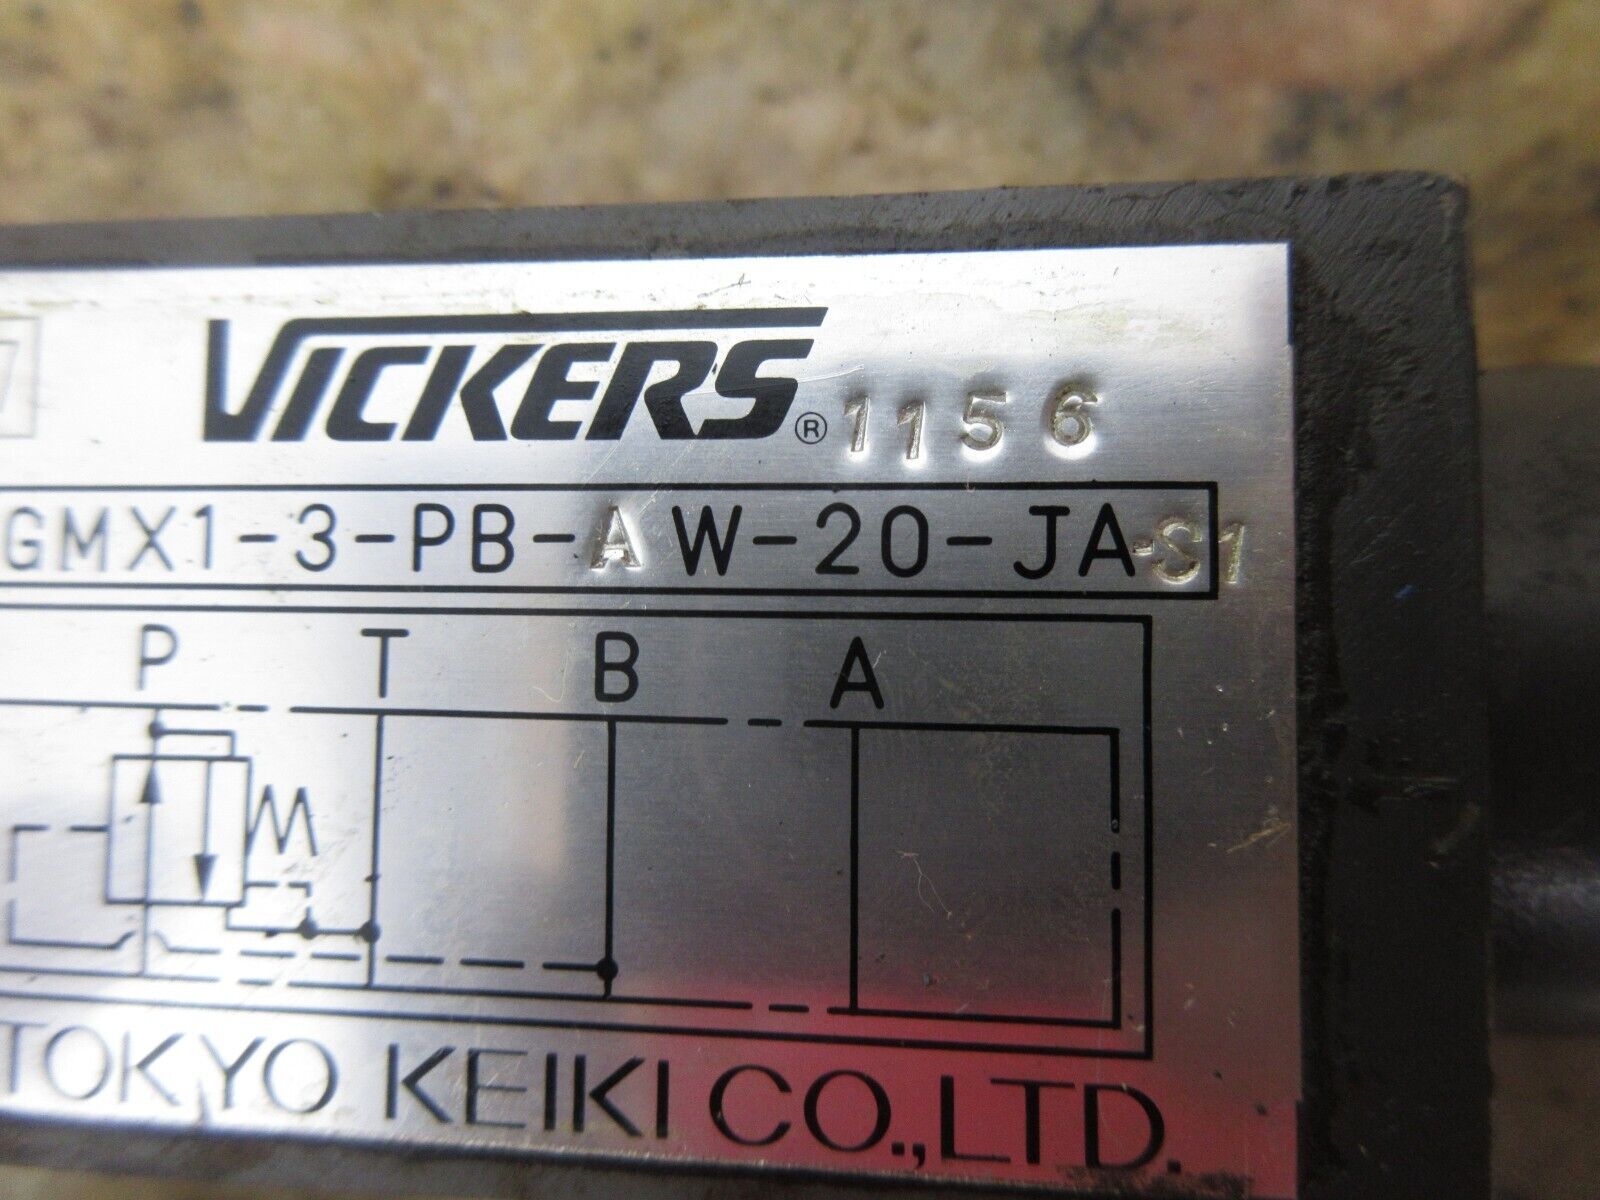 VICKERS® 1156
GMX1-3-PB-AW-20-JA-S1
P T B A
TOKYO KEIKI CO.,LTD.